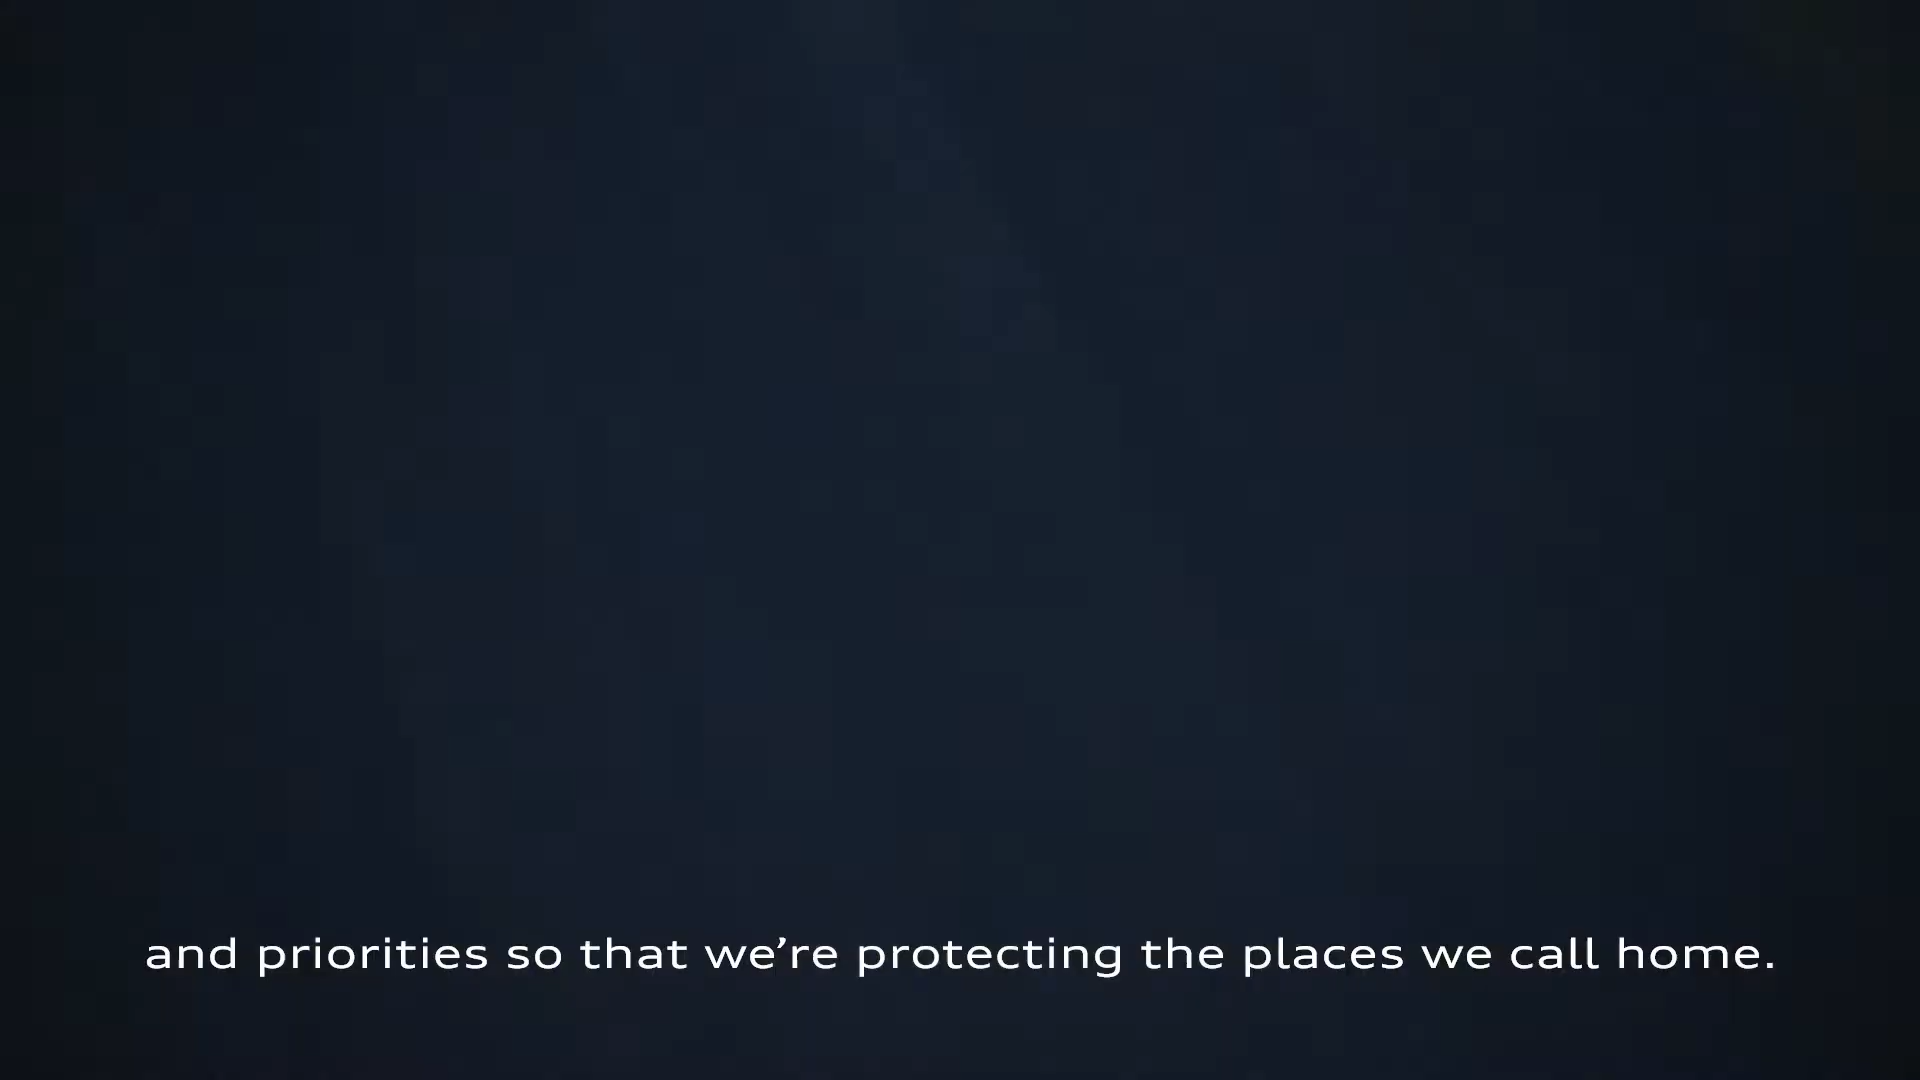 and priorities so that we’re protecting the places we call home.